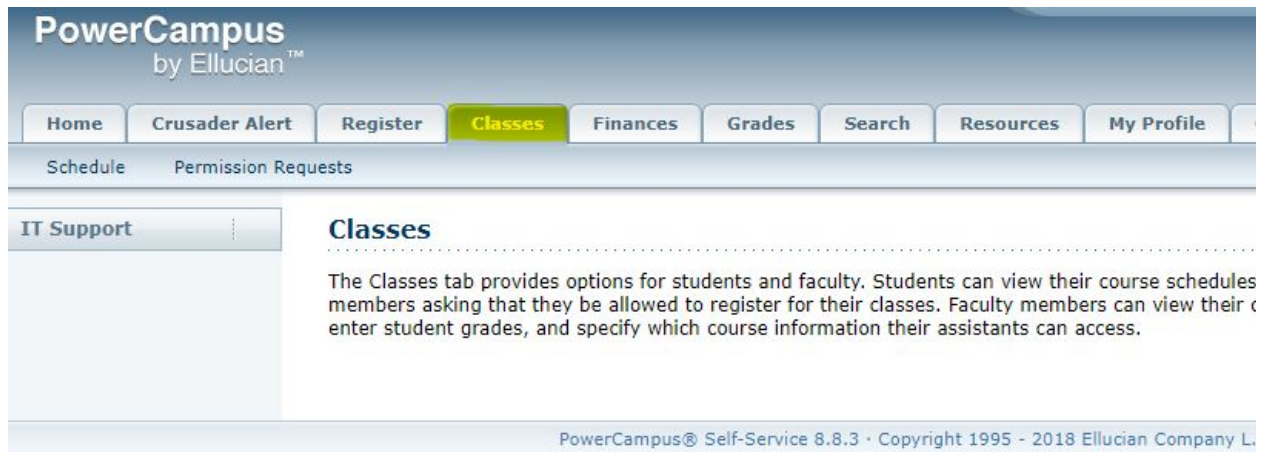 PowerCampus
by Ellucian™
Home Crusader Alert Register Classes Finances Grades Search Resources My Profile
Schedule Permission Requests
IT Support
Classes
The Classes tab provides options for students and faculty. Students can view their course schedules
members asking that they be allowed to register for their classes. Faculty members can view their
enter student grades, and specify which course information their assistants can access.
PowerCampus® Self-Service 8.8.3 · Copyright 1995 - 2018 Ellucian Company L.